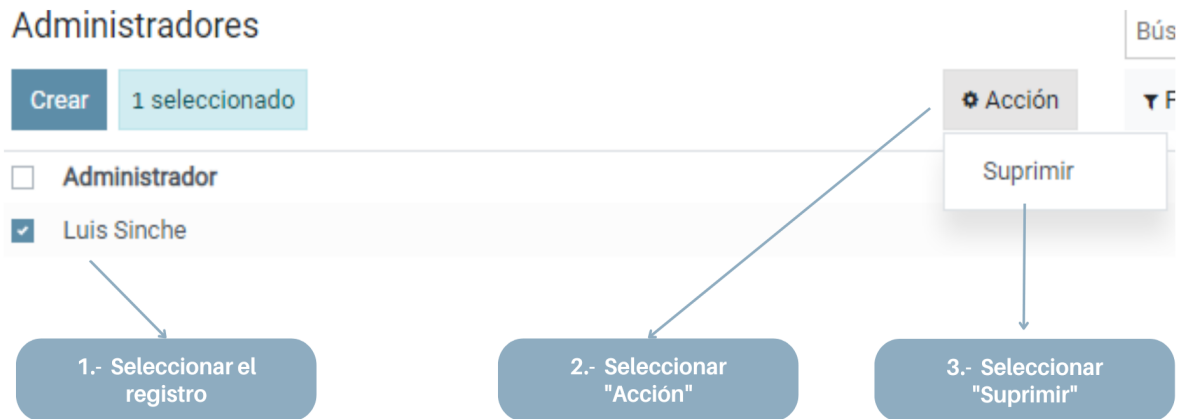 Administradores
Bús
Crear
1 seleccionado
Acción
F
Administrador
Suprimir
Luis Sinche
1.- Seleccionar el
registro
2.- Seleccionar
"Acción"
3.- Seleccionar
"Suprimir"